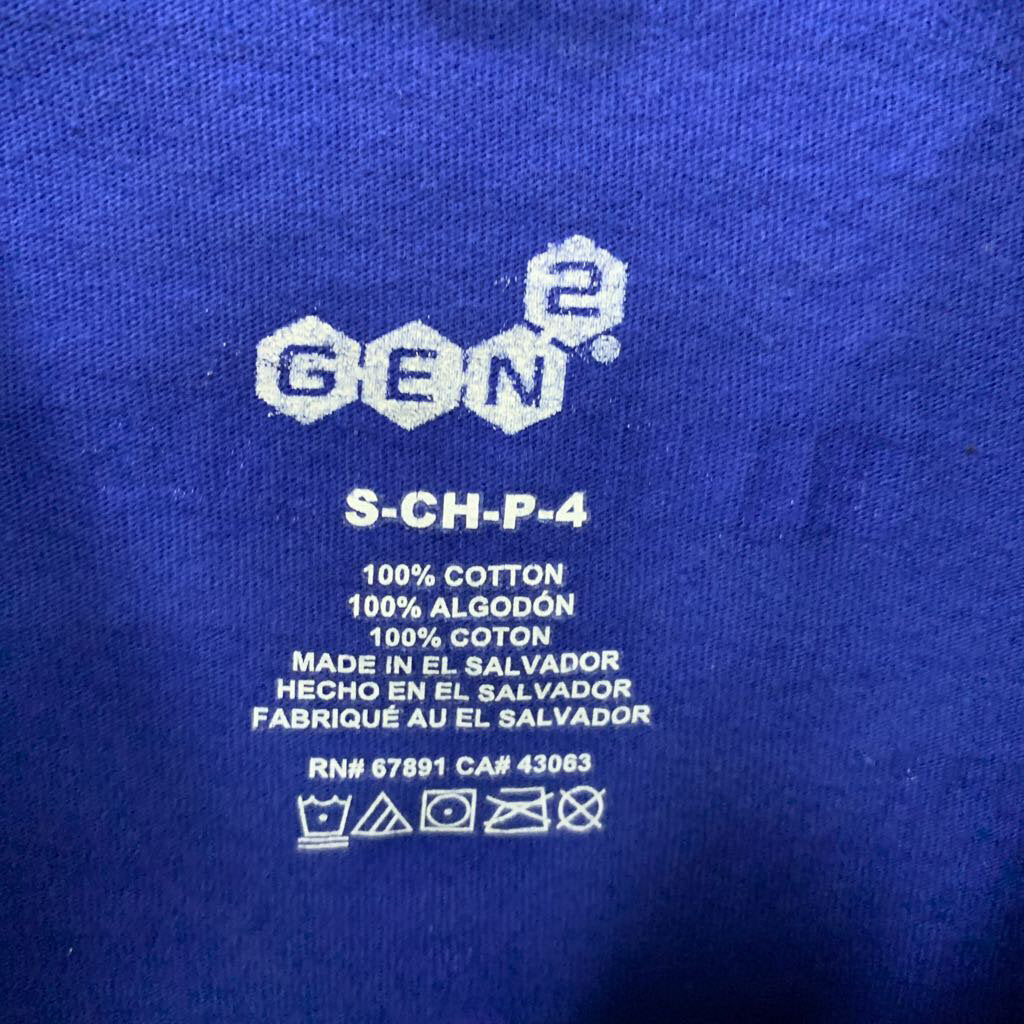 GEN2
S-CH-P-4
100% COTTON
100% ALGODÓN
100% COTON
MADE IN EL SALVADOR
HECHO EN EL SALVADOR
FABRIQUÉ AU EL SALVADOR
RN# 67891 CA# 43063